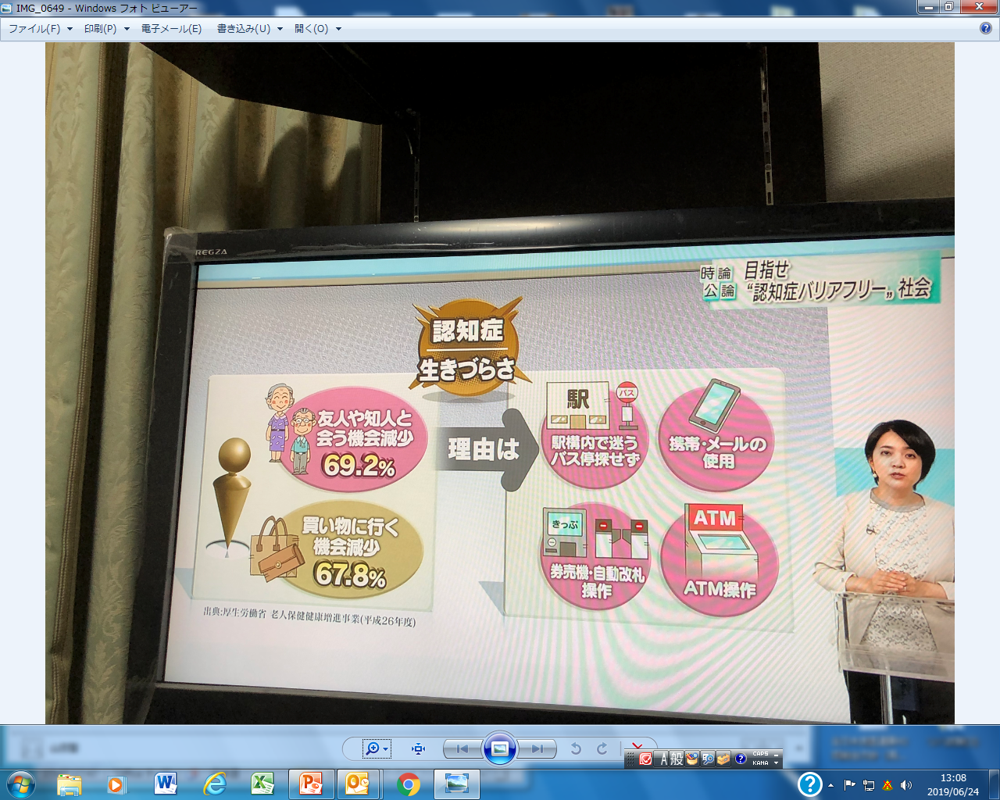 IMG_0649 - Windows フォト ビューアー
ファイル(F) 印刷(P) 電子メール(E) 書き込み(U) 開く(O)
REGZA
時論
公論
目指せ
“認知症バリアフリー„社会
認知症
生きづらさ
友人や知人と
会う機会減少
69.2%
買い物に行く
機会減少
67.8%
出典:厚生労働省 老人保健健康増進事業(平成26年度)
理由は
駅
バス
駅構内で迷う
バス停探せず
携帯・メールの
使用
きっぷ
券売機・自動改札
操作
ATM
ATM操作
A 般
CAPS
KANA
13:08
2019/06/24